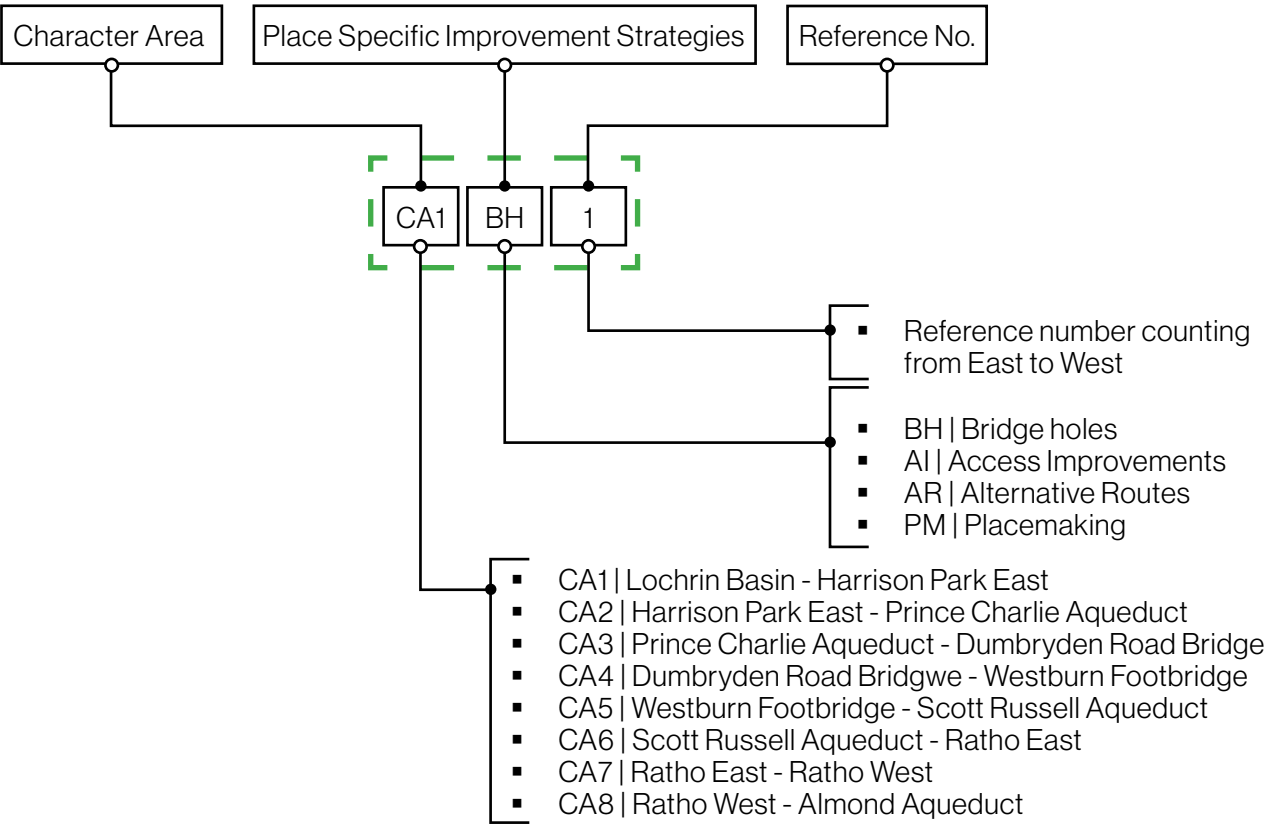 Character Area
Place Specific Improvement Strategies
Reference No.
CA1
BH
1
Reference number counting
from East to West
BH | Bridge holes
AI | Access Improvements
AR | Alternative Routes
PM | Placemaking
CA1 | Lochrin Basin - Harrison Park East
CA2 | Harrison Park East - Prince Charlie Aqueduct
CA3 | Prince Charlie Aqueduct - Dumbryden Road Bridge
CA4 | Dumbryden Road Bridgwe - Westburn Footbridge
CA5 | Westburn Footbridge - Scott Russell Aqueduct
CA6 | Scott Russell Aqueduct - Ratho East
CA7 | Ratho East - Ratho West
CA8 | Ratho West - Almond Aqueduct